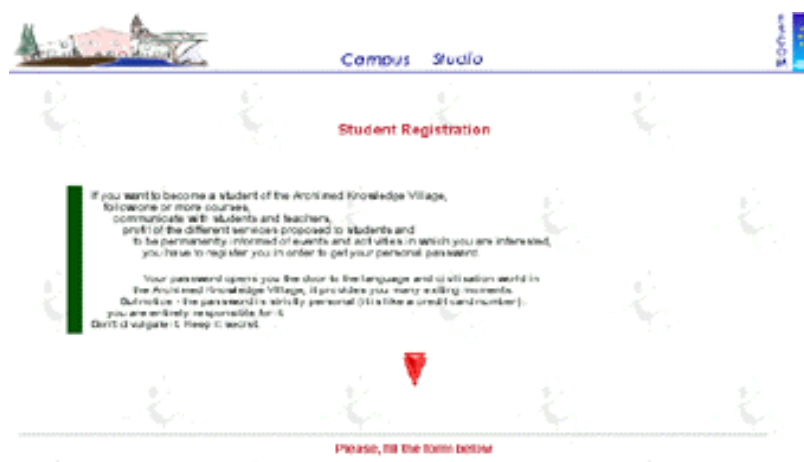 Campus Studio
Student Registration
If you want to become a student of the Archimed Knowledge Village,
follow one or more courses,
communicate with students and teachers,
profit of the different services proposed to students and
to be permanently informed of events and activities in which you are interested,
you have to register you in order to get your personal password.
Your password opens you the door to the language and civilisation world in
the Archimed Knowledge Village, it provides you many exiting moments.
But notice - the password is strictly personal (it is like a credit card number) :
you are entirely responsible for it.
Don't divulgate it. Keep it secret.
Please, fill the form below